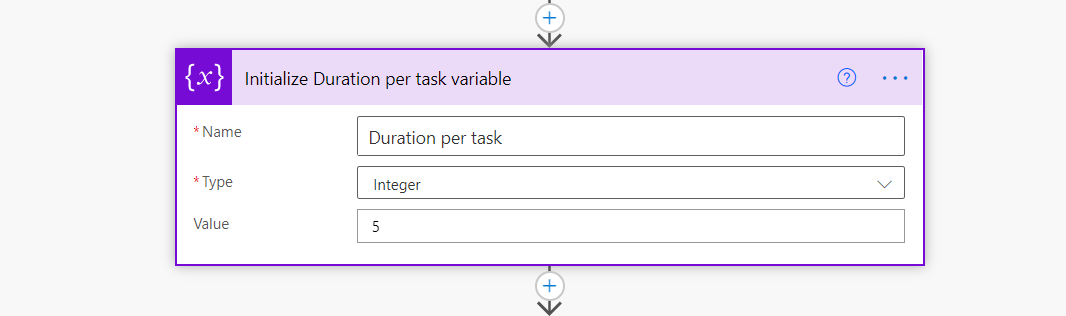 {x} Initialize Duration per task variable ? ...
* Name Duration per task
* Type Integer
Value 5